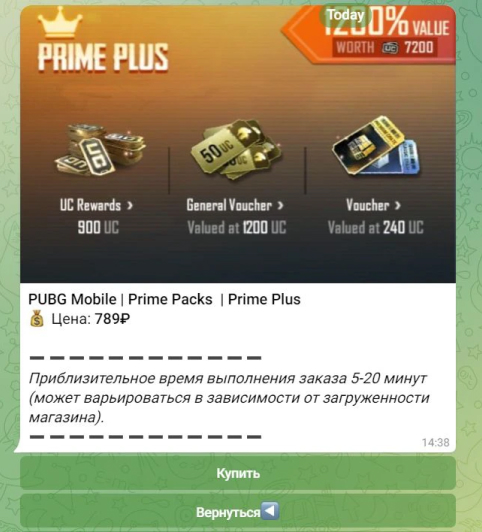 Today
1200% VALUE
WORTH UC 7200
PRIME PLUS
UC
50UC
UC Rewards >
900 UC
General Voucher >
Valued at 1200 UC
Voucher >
Valued at 240 UC
PUBG Mobile | Prime Packs | Prime Plus
💰 Цена: 789₽
— — — — — — — — — — — —
Приблизительное время выполнения заказа 5-20 минут
(может варьироваться в зависимости от загруженности
магазина).
— — — — — — — — — — — —
14:38
Купить
Вернуться◀️